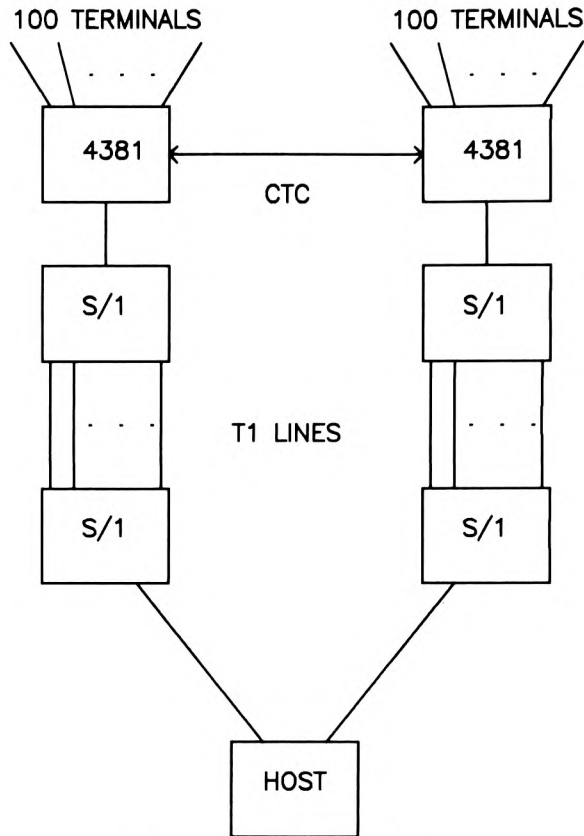 100 TERMINALS 100 TERMINALS
4381 4381
CTC
S/1 S/1
T1 LINES
S/1 S/1
HOST